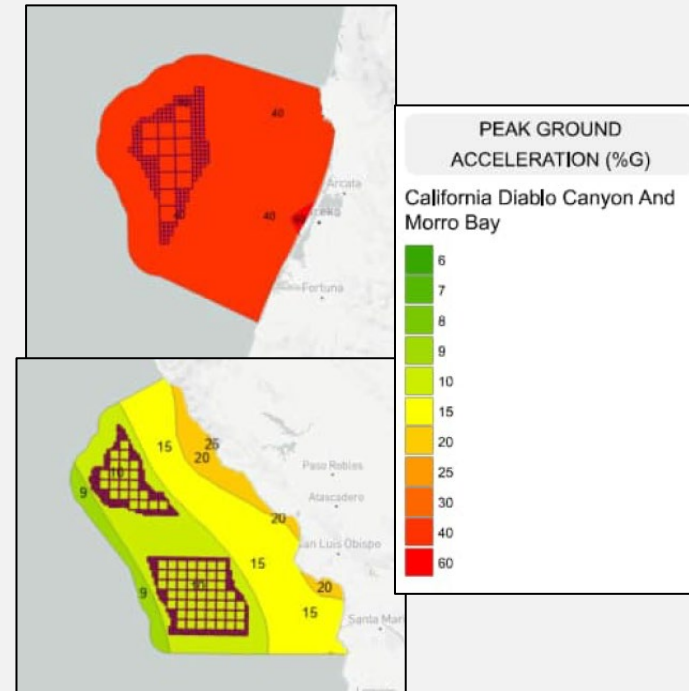 40
Arcata
40
40
Fortuna
PEAK GROUND
ACCELERATION (%G)
California Diablo Canyon And
Morro Bay
6
7
8
9
10
15
20
25
30
40
60
15
25
20
Paso Robles
10
9
Atascadero
20
San Luis Obispo
15
9
20
15
Santa Mari